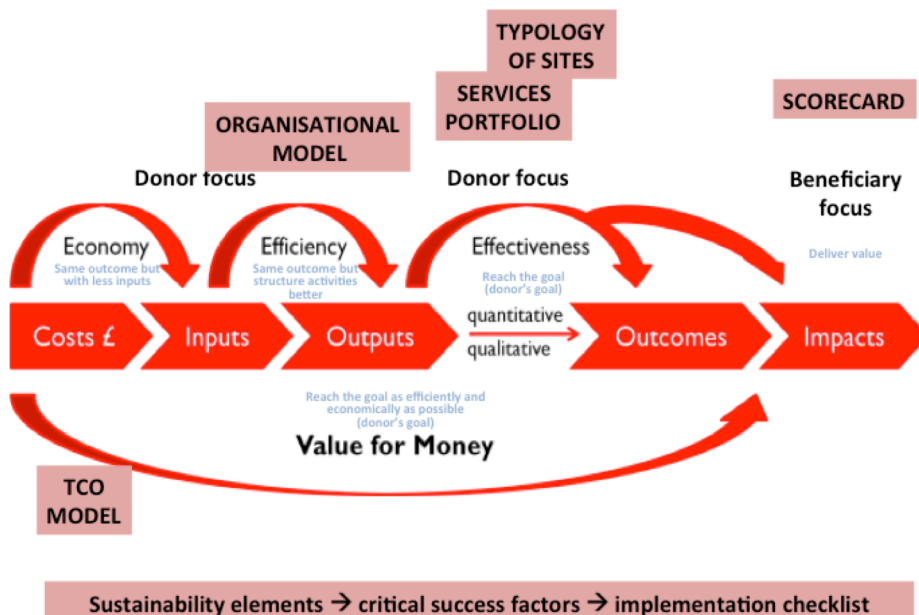 TYPOLOGY
OF SITES
SERVICES
PORTFOLIO
SCORECARD
ORGANISATIONAL
MODEL
Donor focus
Donor focus
Beneficiary
focus
Economy
Same outcome but
with less inputs
Efficiency
Same outcome but
structure activities
better
Effectiveness
Reach the goal
(donor's goal)
Deliver value
Costs £
Inputs
Outputs
quantitative
qualitative
Outcomes
Impacts
Reach the goal as efficiently and
economically as possible
(donor's goal)
Value for Money
TCO
MODEL
Sustainability elements → critical success factors → implementation checklist